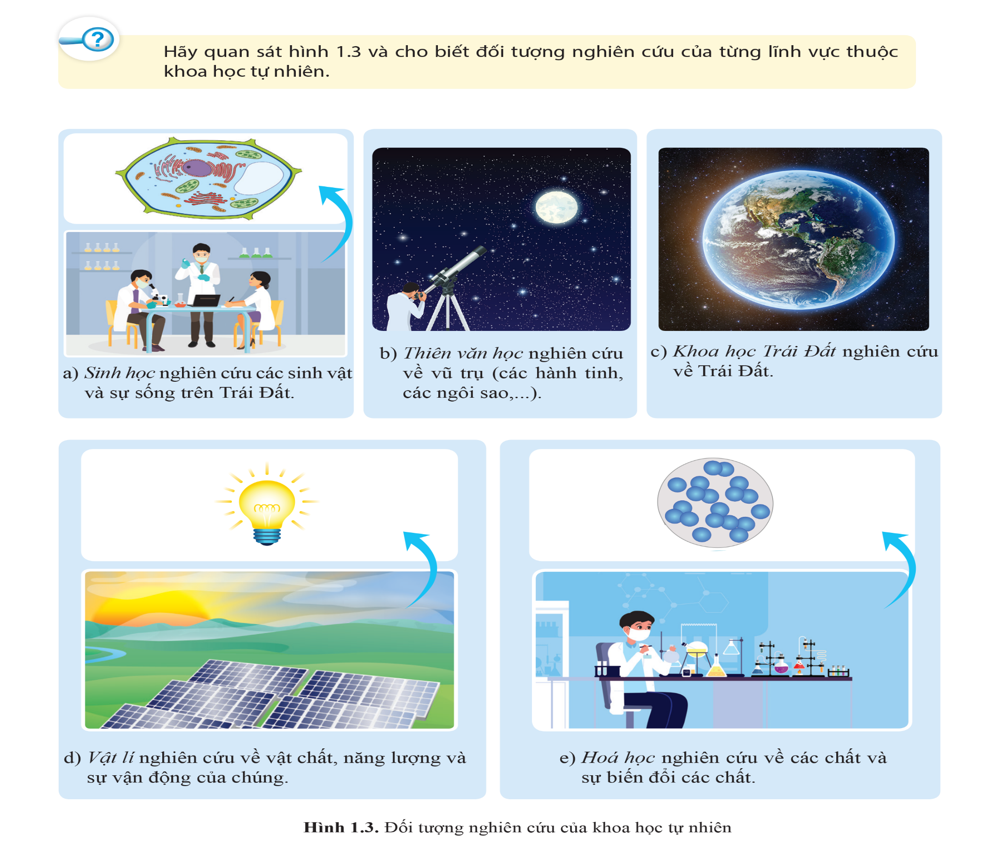 ?
Hãy quan sát hình 1.3 và cho biết đối tượng nghiên cứu của từng lĩnh vực thuộc
khoa học tự nhiên.
a) Sinh học nghiên cứu các sinh vật
và sự sống trên Trái Đất.
b) Thiên văn học nghiên cứu
về vũ trụ (các hành tinh,
các ngôi sao,...).
c) Khoa học Trái Đất nghiên cứu
về Trái Đất.
d) Vật lí nghiên cứu về vật chất, năng lượng và
sự vận động của chúng.
e) Hoá học nghiên cứu về các chất và
sự biến đổi các chất.
Hình 1.3. Đối tượng nghiên cứu của khoa học tự nhiên